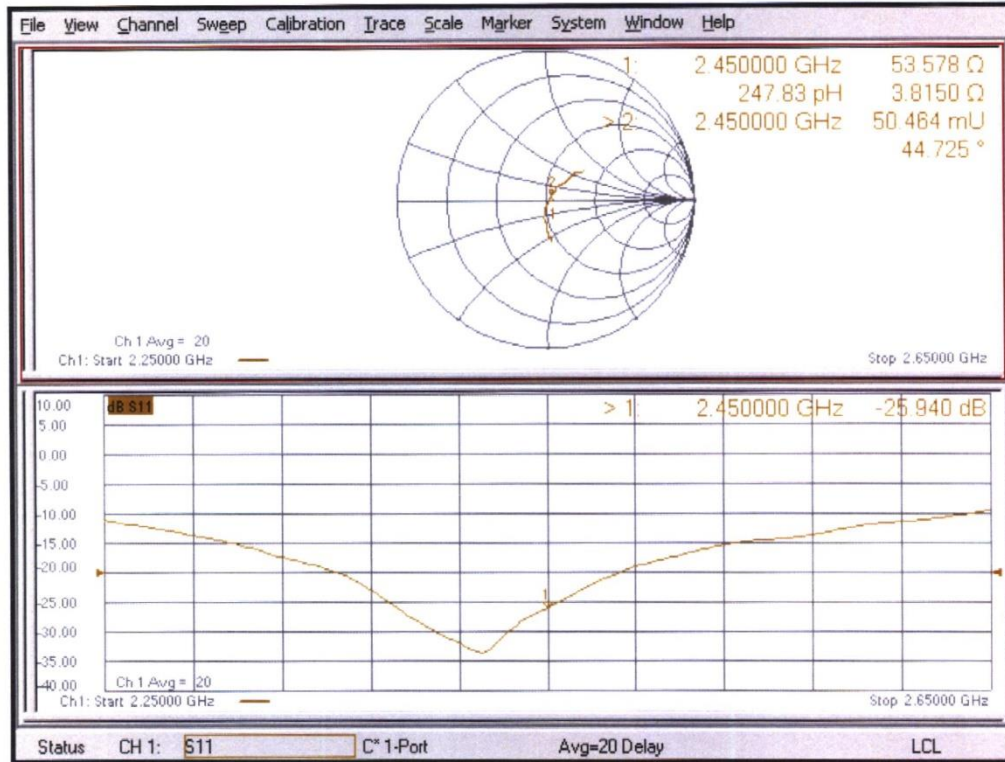 File View Channel Sweep Calibration Trace Scale Marker System Window Help
1: 2.450000 GHz 53.578 Ω
247.83 pH 3.8150 Ω
> 2: 2.450000 GHz 50.464 mU
44.725 °
2
1
Ch 1 Avg = 20
Ch1: Start 2.25000 GHz
Stop 2.65000 GHz
dB S11
> 1: 2.450000 GHz -25.940 dB
10.00
5.00
0.00
-5.00
-10.00
-15.00
-20.00
-25.00
-30.00
-35.00
-40.00
1
Ch 1 Avg = 20
Ch1: Start 2.25000 GHz
Stop 2.65000 GHz
Status CH 1: S11 C* 1-Port Avg=20 Delay LCL